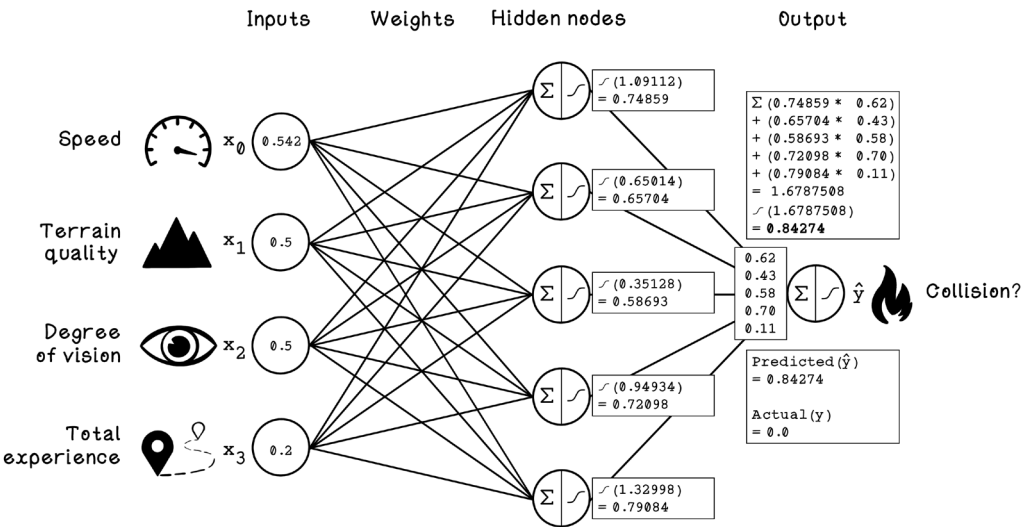 Inputs
Weights
Hidden nodes
Output
Speed
x0
0.542
Terrain
quality
x1
0.5
Degree
of vision
x2
0.5
Total
experience
x3
0.2
Σ
(1.09112)
= 0.74859
Σ
(0.65014)
= 0.65704
Σ
(0.35128)
= 0.58693
Σ
(0.94934)
= 0.72098
Σ
(1.32998)
= 0.79084
Σ (0.74859 * 0.62)
+ (0.65704 * 0.43)
+ (0.58693 * 0.58)
+ (0.72098 * 0.70)
+ (0.79084 * 0.11)
= 1.6787508
(1.6787508)
= 0.84274
0.62
0.43
0.58
0.70
0.11
Σ
ŷ
Collision?
Predicted(ŷ)
= 0.84274
Actual(y)
= 0.0